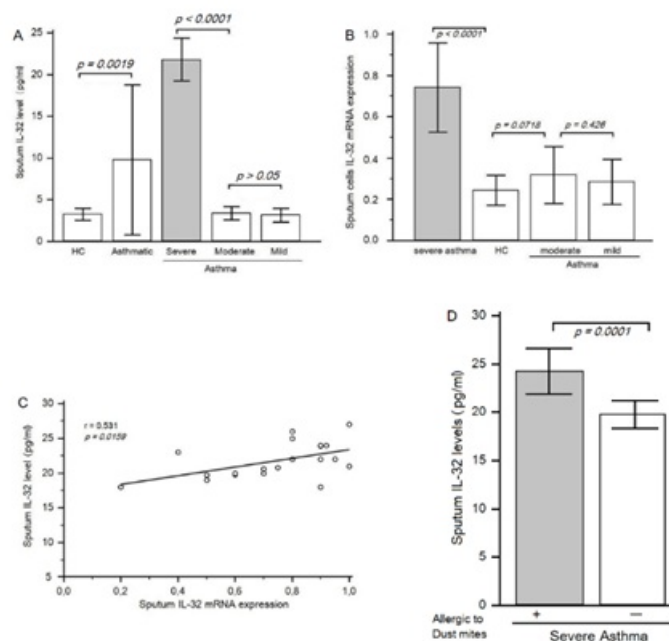 A
p < 0.0001
p = 0.0019
p > 0.05
Sputum IL-32 level (pg/ml)
25
20
15
10
5
0
HC Asthmatic Severe Moderate Mild
Asthma
B
p < 0.0001
p = 0.0718
p = 0.426
Sputum cells IL-32 mRNA expression
1.0
0.8
0.6
0.4
0.2
0.0
severe asthma HC moderate mild
Asthma
C
r = 0.531
p = 0.0159
Sputum IL-32 level (pg/ml)
30
25
20
15
10
5
0,0 0,2 0,4 0,6 0,8 1,0
Sputum IL-32 mRNA expression
D
p = 0.0001
Sputum IL-32 levels (pg/ml)
30
25
20
15
10
5
0
Allergic to + —
Dust mites Severe Asthma